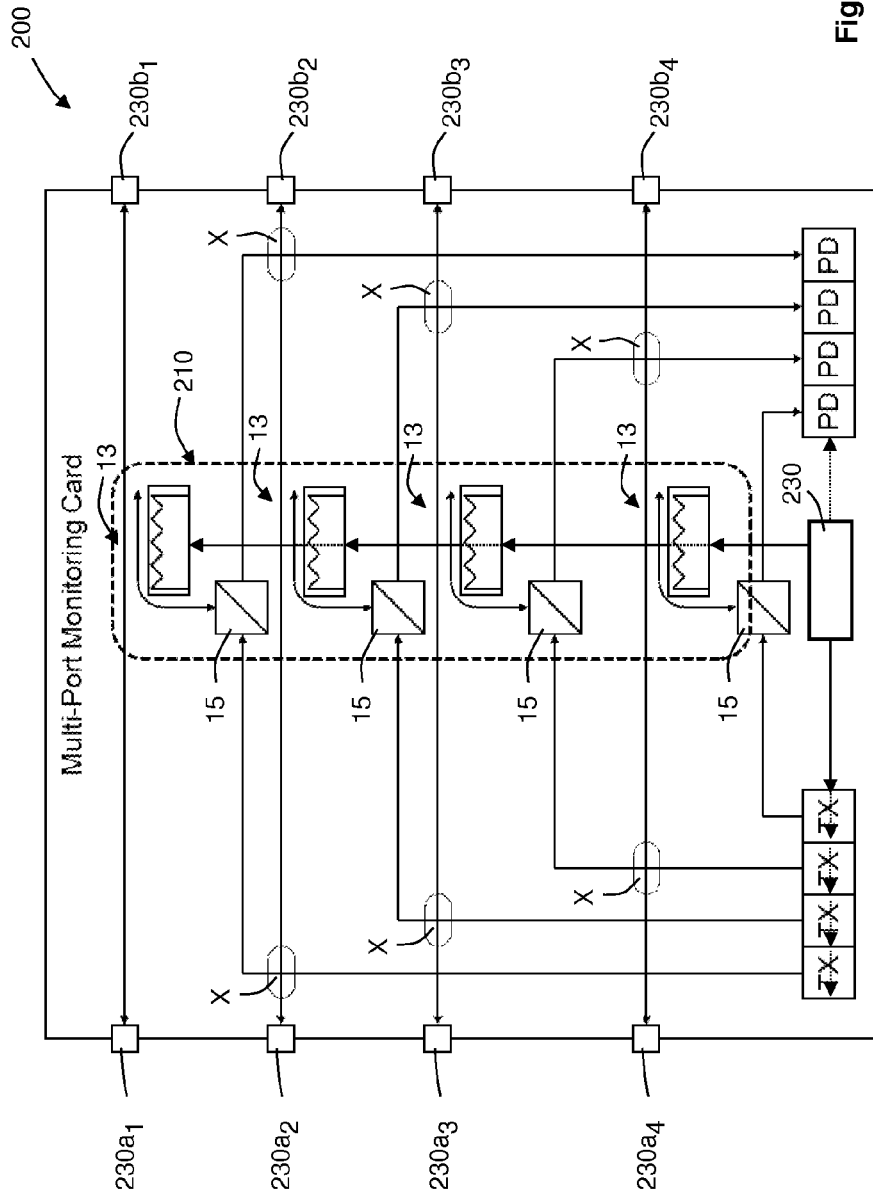 200
Fig
Multi-Port Monitoring Card
13
210
230a1
230b1
X
15
13
X
230a2
230b2
X
15
13
X
230a3
230b3
X
15
13
X
230a4
230b4
15
230
TX TX TX TX
PD PD PD PD